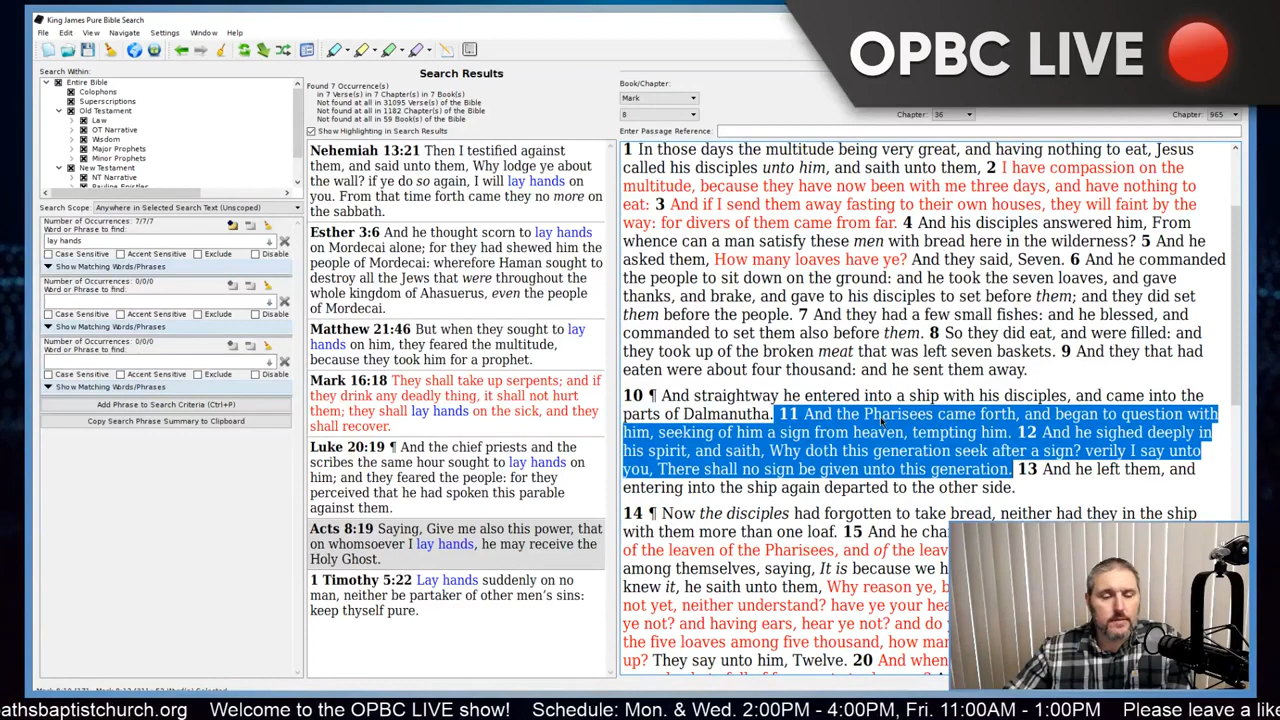 King James Pure Bible Search
OPBC LIVE
File Edit View Navigate Settings Window Help
Search Within:
Entire Bible
Colophons
Superscriptions
Old Testament
Law
OT Narrative
Wisdom
Major Prophets
Minor Prophets
New Testament
NT Narrative
Pauline Epistles
Search Scope: Anywhere in Selected Search Text (Unscoped)
Number of Occurrences: 7/7/7
Word or Phrase to find:
lay hands
Case Sensitive Accent Sensitive Exclude Disable
Show Matching Words/Phrases
Number of Occurrences: 0/0/0
Word or Phrase to find:
Case Sensitive Accent Sensitive Exclude Disable
Show Matching Words/Phrases
Number of Occurrences: 0/0/0
Word or Phrase to find:
Case Sensitive Accent Sensitive Exclude Disable
Show Matching Words/Phrases
Add Phrase to Search Criteria (Ctrl+P)
Copy Search Phrase Summary to Clipboard
Search Results
Found 7 Occurrence(s)
in 7 Verse(s) in 7 Chapter(s) in 7 Book(s)
Not found at all in 31095 Verse(s) of the Bible
Not found at all in 1182 Chapter(s) of the Bible
Not found at all in 59 Book(s) of the Bible
Show Highlighting in Search Results
Nehemiah 13:21 Then I testified against
them, and said unto them, Why lodge ye about
the wall? if ye do so again, I will lay hands on
you. From that time forth came they no more on
the sabbath.
Esther 3:6 And he thought scorn to lay hands
on Mordecai alone; for they had shewed him the
people of Mordecai: wherefore Haman sought to
destroy all the Jews that were throughout the
whole kingdom of Ahasuerus, even the people
of Mordecai.
Matthew 21:46 But when they sought to lay
hands on him, they feared the multitude,
because they took him for a prophet.
Mark 16:18 They shall take up serpents; and if
they drink any deadly thing, it shall not hurt
them; they shall lay hands on the sick, and they
shall recover.
Luke 20:19 ¶ And the chief priests and the
scribes the same hour sought to lay hands on
him; and they feared the people: for they
perceived that he had spoken this parable
against them.
Acts 8:19 Saying, Give me also this power, that
on whomsoever I lay hands, he may receive the
Holy Ghost.
1 Timothy 5:22 Lay hands suddenly on no
man, neither be partaker of other men's sins:
keep thyself pure.
Book/Chapter:
Mark
8
Chapter: 36
Chapter: 965
Enter Passage Reference:
1 In those days the multitude being very great, and having nothing to eat, Jesus
called his disciples unto him, and saith unto them, 2 I have compassion on the
multitude, because they have now been with me three days, and have nothing to
eat: 3 And if I send them away fasting to their own houses, they will faint by the
way: for divers of them came from far. 4 And his disciples answered him, From
whence can a man satisfy these men with bread here in the wilderness? 5 And he
asked them, How many loaves have ye? And they said, Seven. 6 And he commanded
the people to sit down on the ground: and he took the seven loaves, and gave
thanks, and brake, and gave to his disciples to set before them; and they did set
them before the people. 7 And they had a few small fishes: and he blessed, and
commanded to set them also before them. 8 So they did eat, and were filled: and
they took up of the broken meat that was left seven baskets. 9 And they that had
eaten were about four thousand: and he sent them away.
10 ¶ And straightway he entered into a ship with his disciples, and came into the
parts of Dalmanutha. 11 And the Pharisees came forth, and began to question with
him, seeking of him a sign from heaven, tempting him. 12 And he sighed deeply in
his spirit, and saith, Why doth this generation seek after a sign? verily I say unto
you, There shall no sign be given unto this generation. 13 And he left them, and
entering into the ship again departed to the other side.
14 ¶ Now the disciples had forgotten to take bread, neither had they in the ship
with them more than one loaf. 15 And he cha
of the leaven of the Pharisees, and of the leav
among themselves, saying, It is because we h
knew it, he saith unto them, Why reason ye, b
not yet, neither understand? have ye your hea
ye not? and having ears, hear ye not? and do y
the five loaves among five thousand, how man
up? They say unto him, Twelve. 20 And when
athsbaptistchurch.org Welcome to the OPBC LIVE show! Schedule: Mon. & Wed. 2:00PM - 4:00PM, Fri. 11:00AM - 1:00PM Please leave a like